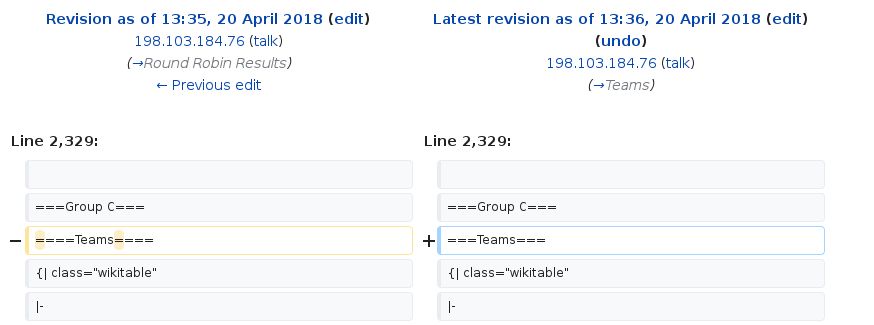 Revision as of 13:35, 20 April 2018 (edit)
198.103.184.76 (talk)
(→Round Robin Results)
← Previous edit
Latest revision as of 13:36, 20 April 2018 (edit)
(undo)
198.103.184.76 (talk)
(→Teams)
Line 2,329:
Line 2,329:
===Group C===
===Group C===
− ====Teams====
+ ===Teams===
{| class="wikitable"
{| class="wikitable"
|-
|-